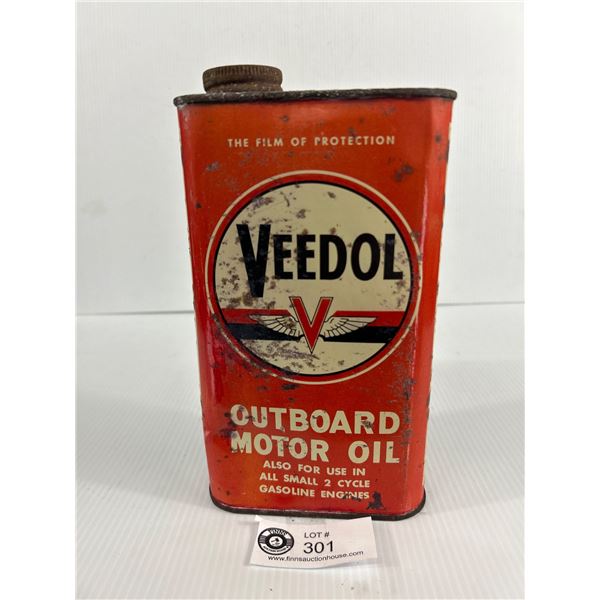 THE FILM OF PROTECTION
VEEDOL
V
OUTBOARD
MOTOR OIL
ALSO FOR USE IN
ALL SMALL 2 CYCLE
GASOLINE ENGINES
FINN'S
LOT #
301
www.finnsauctionhouse.com